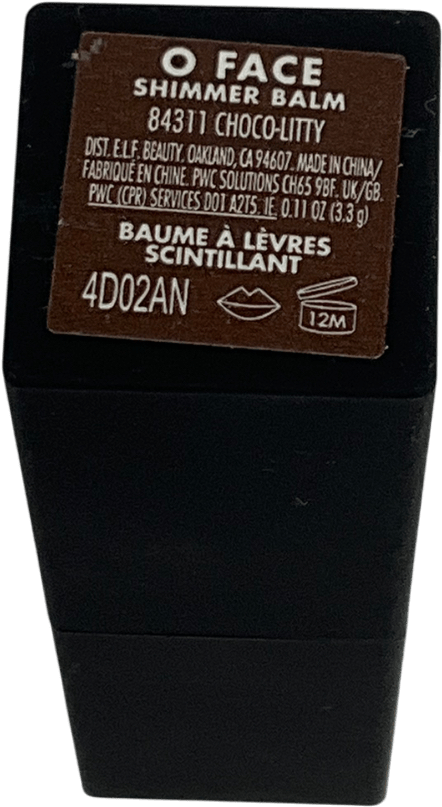 O FACE
SHIMMER BALM
84311 CHOCO-LITTY
DIST. E.L.F. BEAUTY, OAKLAND, CA 94607. MADE IN CHINA/
FABRIQUÉ EN CHINE. PWC SOLUTIONS CH65 9BF. UK/GB.
PWC (CPR) SERVICES D01 A2T5. IE. 0.11 OZ (3.3 g)
BAUME À LÈVRES
SCINTILLANT
4D02AN
12M